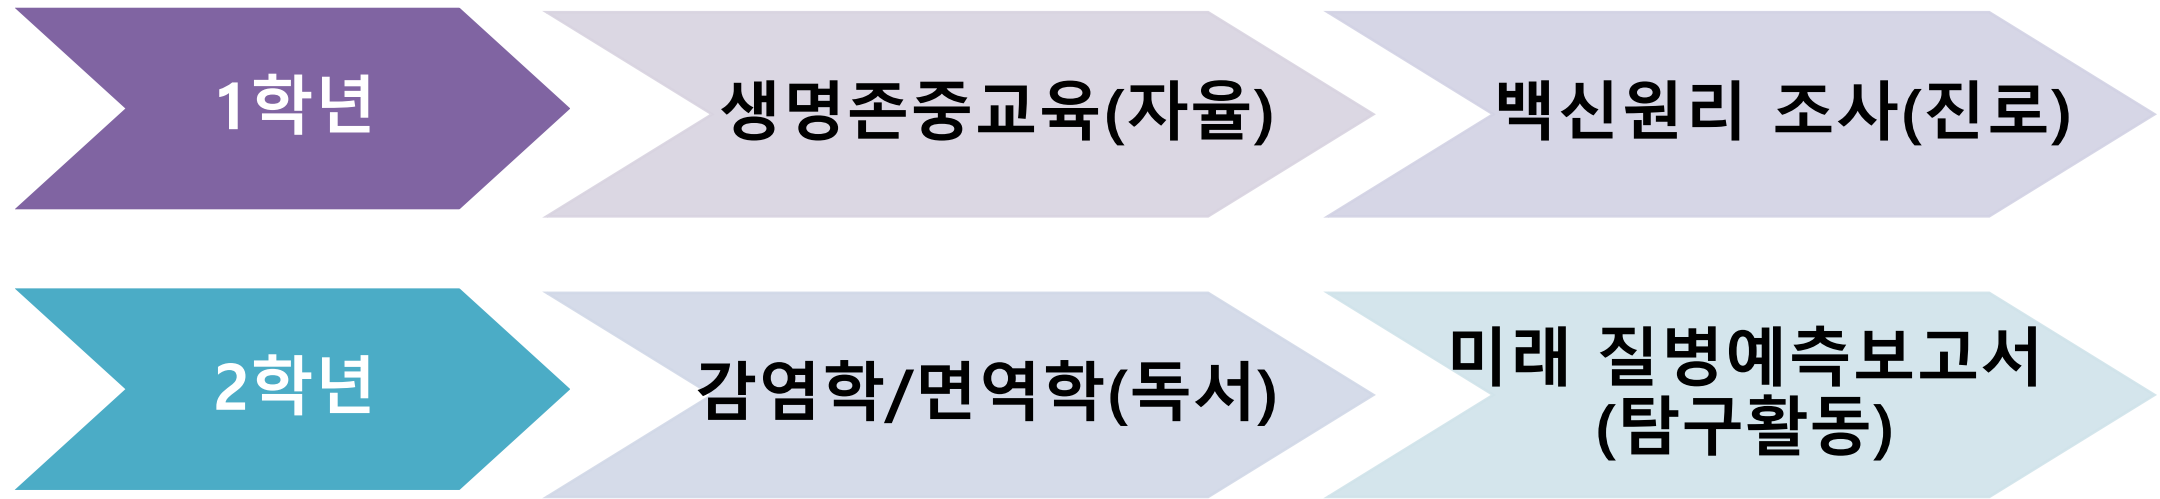 1학년
생명존중교육(자율)
백신원리 조사(진로)
2학년
감염학/면역학(독서)
미래 질병예측보고서
(탐구활동)